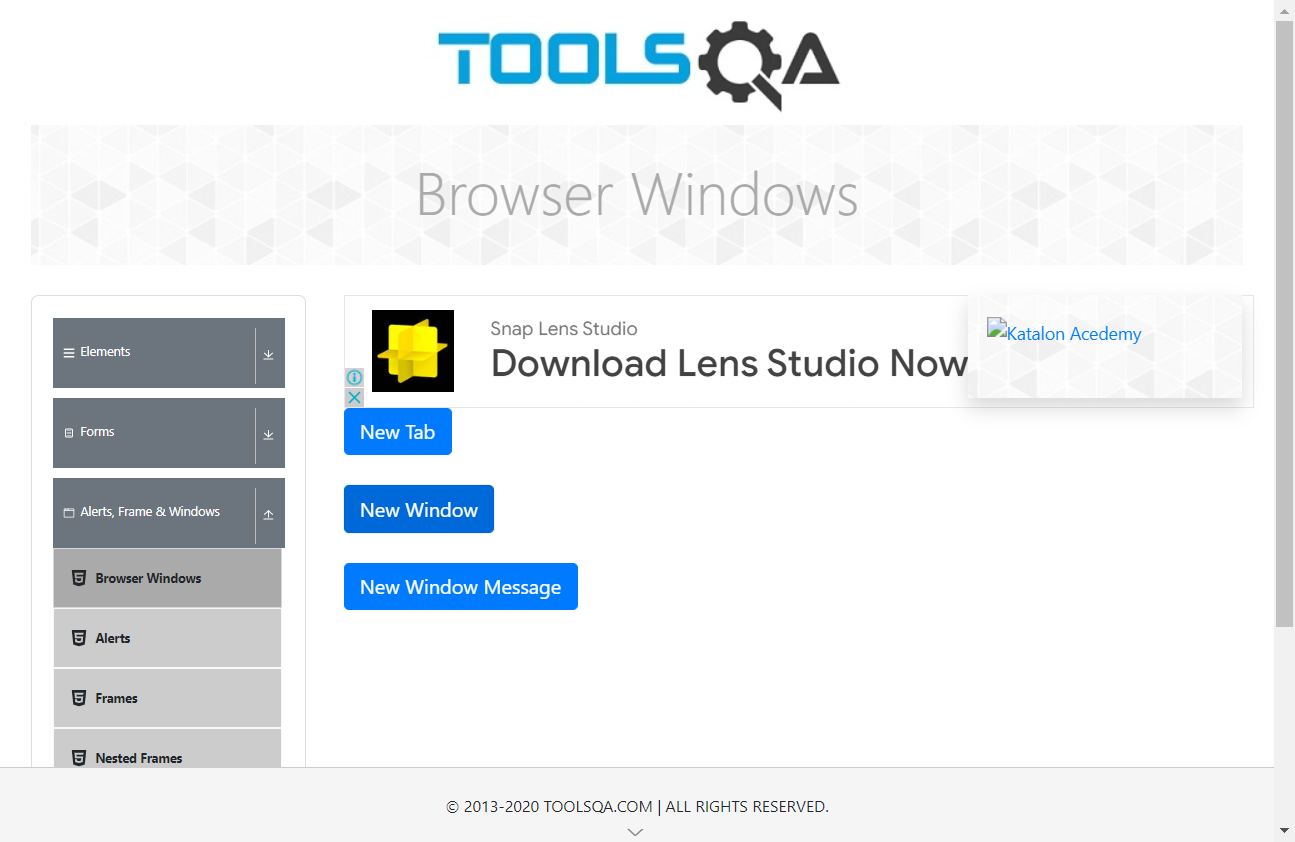 TOOLSQA
Browser Windows
Elements
Forms
Alerts, Frame & Windows
Browser Windows
Alerts
Frames
Nested Frames
Snap Lens Studio
Download Lens Studio Now
Katalon Acedemy
New Tab
New Window
New Window Message
© 2013-2020 TOOLSQA.COM | ALL RIGHTS RESERVED.